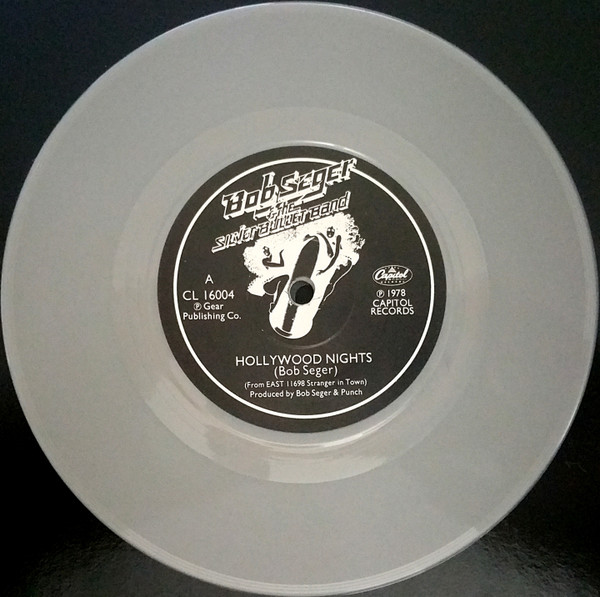 Bob Seger
& the
Silver Bullet Band
A
CL 16004
℗ Gear
Publishing Co.
Capitol
RECORDS
℗ 1978
CAPITOL
RECORDS
HOLLYWOOD NIGHTS
(Bob Seger)
(From EAST 11698 Stranger in Town)
Produced by Bob Seger & Punch